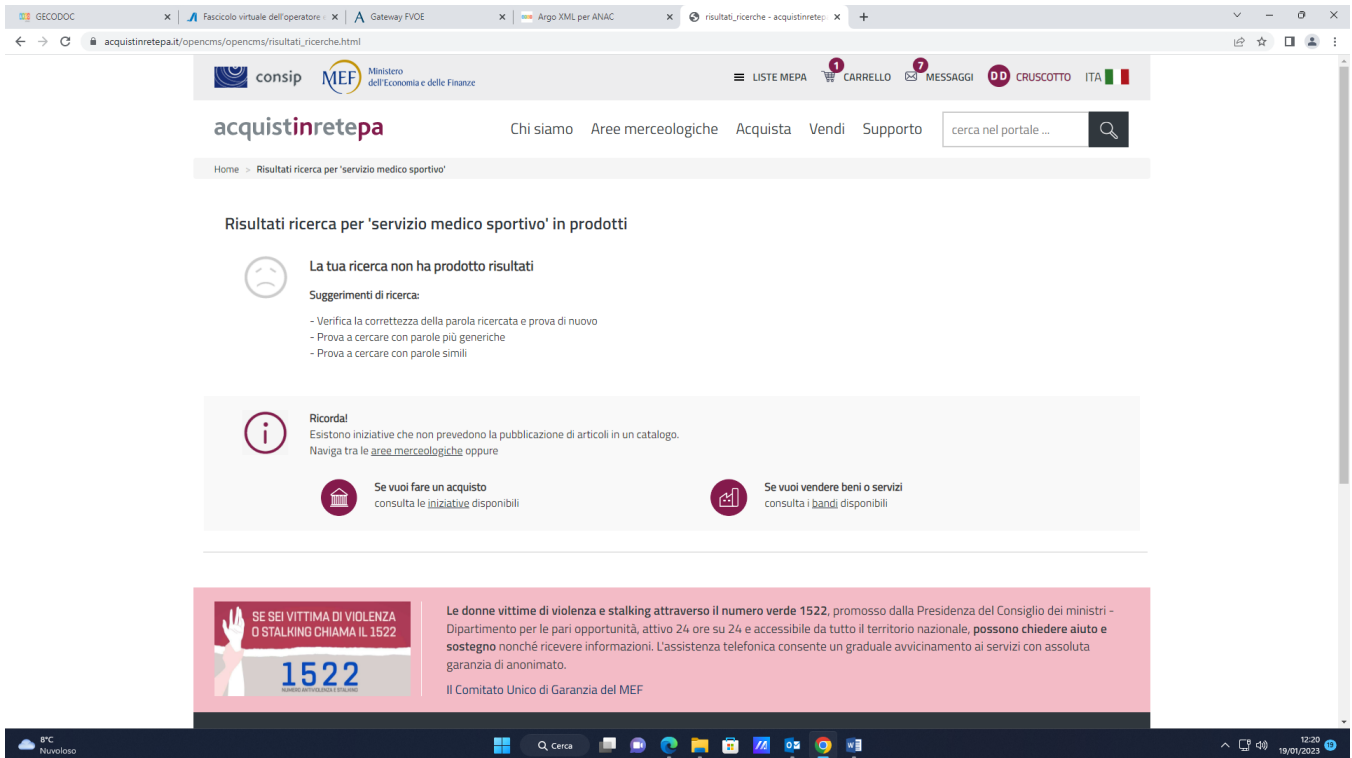 GECODOC
Fascicolo virtuale dell'operatore
Gateway FVOE
Argo XML per ANAC
risultati_ricerche - acquistinretep
acquistinretepa.it/opencms/opencms/risultati_ricerche.html
consip
MEF
Ministero
dell'Economia e
delle Finanze
LISTE MEPA
1
CARRELLO
7
MESSAGGI
DD
CRUSCOTTO
ITA
acquistinretepa
Chi siamo
Aree merceologiche
Acquista
Vendi
Supporto
cerca nel portale ...
Home > Risultati ricerca per 'servizio medico sportivo'
Risultati ricerca per 'servizio medico sportivo' in prodotti
La tua ricerca non ha prodotto risultati
Suggerimenti di ricerca:
- Verifica la correttezza della parola ricercata e prova di nuovo
- Prova a cercare con parole più generiche
- Prova a cercare con parole simili
Ricorda!
Esistono iniziative che non prevedono la pubblicazione di articoli in un catalogo.
Naviga tra le aree merceologiche oppure
Se vuoi fare un acquisto
consulta le iniziative disponibili
Se vuoi vendere beni o servizi
consulta i bandi disponibili
SE SEI VITTIMA DI VIOLENZA
O STALKING CHIAMA IL 1522
1522
NUMERO ANTIVIOLENZA E STALKING
Le donne vittime di violenza e stalking attraverso il numero verde 1522, promosso dalla Presidenza del Consiglio dei ministri -
Dipartimento per le pari opportunità, attivo 24 ore su 24 e accessibile da tutto il territorio nazionale, possono chiedere aiuto e
sostegno nonché ricevere informazioni. L'assistenza telefonica consente un graduale avvicinamento ai servizi con assoluta
garanzia di anonimato.
Il Comitato Unico di Garanzia del MEF
8°C
Nuvoloso
Cerca
12:20
19/01/2023
19